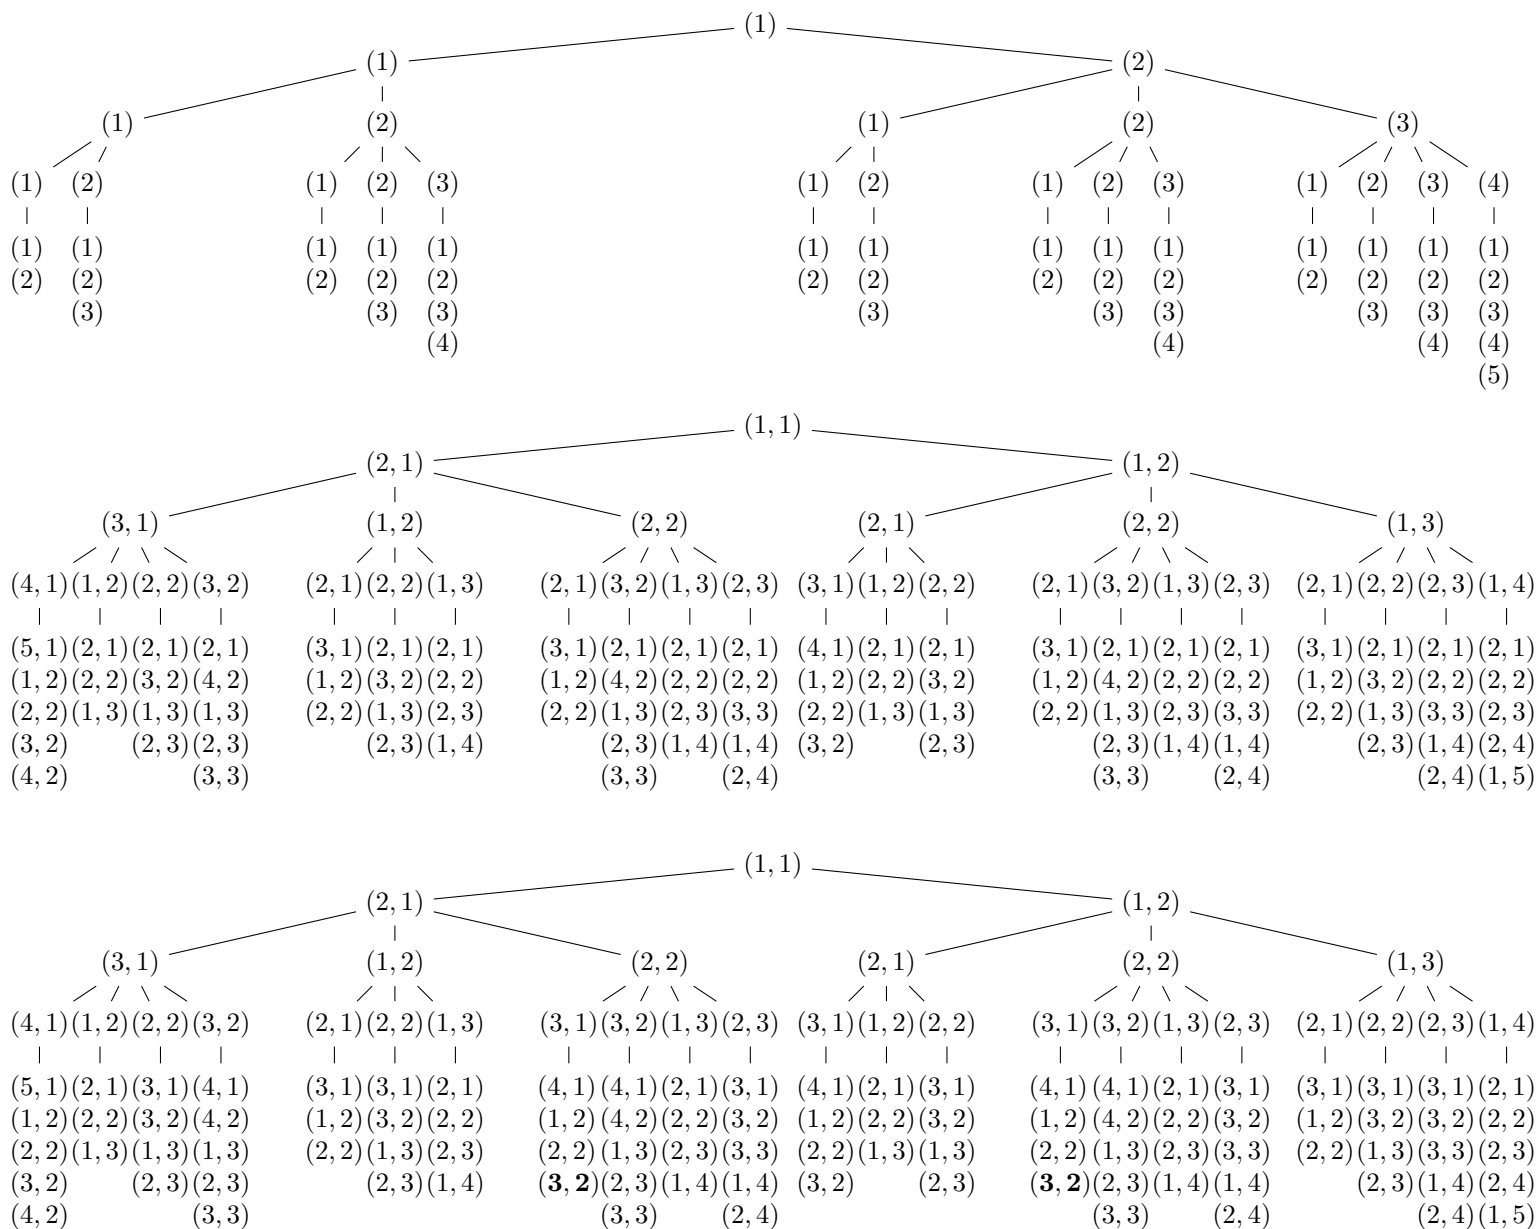 (1)
(1) (2)
(1) (2) (1) (2) (3)
(1) (2) (1) (2) (3) (1) (2) (1) (2) (3) (1) (2) (3) (4)
(1) (1) (1) (1) (1) (1) (1) (1) (1) (1) (1) (1) (1) (1)
(2) (2) (2) (2) (2) (2) (2) (2) (2) (2) (2) (2) (2) (2)
(3) (3) (3) (3) (3) (3) (3) (3) (3)
(4) (4) (4) (4)
(5)
(1, 1)
(2, 1) (1, 2)
(3, 1) (1, 2) (2, 2) (2, 1) (2, 2) (1, 3)
(4, 1) (1, 2) (2, 2) (3, 2) (2, 1) (2, 2) (1, 3) (2, 1) (3, 2) (1, 3) (2, 3) (3, 1) (1, 2) (2, 2) (2, 1) (3, 2) (1, 3) (2, 3) (2, 1) (2, 2) (2, 3) (1, 4)
(5, 1) (2, 1) (2, 1) (2, 1) (3, 1) (2, 1) (2, 1) (3, 1) (2, 1) (2, 1) (2, 1) (4, 1) (2, 1) (2, 1) (3, 1) (2, 1) (2, 1) (2, 1) (3, 1) (2, 1) (2, 1) (2, 1)
(1, 2) (2, 2) (3, 2) (4, 2) (1, 2) (3, 2) (2, 2) (1, 2) (4, 2) (2, 2) (2, 2) (1, 2) (2, 2) (3, 2) (1, 2) (4, 2) (2, 2) (2, 2) (1, 2) (3, 2) (2, 2) (2, 2)
(2, 2) (1, 3) (1, 3) (1, 3) (2, 2) (1, 3) (2, 3) (2, 2) (1, 3) (2, 3) (3, 3) (2, 2) (1, 3) (1, 3) (2, 2) (1, 3) (2, 3) (3, 3) (2, 2) (1, 3) (3, 3) (2, 3)
(3, 2) (2, 3) (2, 3) (2, 3) (1, 4) (2, 3) (1, 4) (1, 4) (3, 2) (2, 3) (2, 3) (1, 4) (1, 4) (2, 3) (1, 4) (2, 4)
(4, 2) (3, 3) (3, 3) (2, 4) (3, 3) (2, 4) (2, 4) (1, 5)
(1, 1)
(2, 1) (1, 2)
(3, 1) (1, 2) (2, 2) (2, 1) (2, 2) (1, 3)
(4, 1) (1, 2) (2, 2) (3, 2) (2, 1) (2, 2) (1, 3) (3, 1) (3, 2) (1, 3) (2, 3) (3, 1) (1, 2) (2, 2) (3, 1) (3, 2) (1, 3) (2, 3) (2, 1) (2, 2) (2, 3) (1, 4)
(5, 1) (2, 1) (3, 1) (4, 1) (3, 1) (3, 1) (2, 1) (4, 1) (4, 1) (2, 1) (3, 1) (4, 1) (2, 1) (3, 1) (4, 1) (4, 1) (2, 1) (3, 1) (3, 1) (3, 1) (3, 1) (2, 1)
(1, 2) (2, 2) (3, 2) (4, 2) (1, 2) (3, 2) (2, 2) (1, 2) (4, 2) (2, 2) (3, 2) (1, 2) (2, 2) (3, 2) (1, 2) (4, 2) (2, 2) (3, 2) (1, 2) (3, 2) (3, 2) (2, 2)
(2, 2) (1, 3) (1, 3) (1, 3) (2, 2) (1, 3) (2, 3) (2, 2) (1, 3) (2, 3) (3, 3) (2, 2) (1, 3) (1, 3) (2, 2) (1, 3) (2, 3) (3, 3) (2, 2) (1, 3) (3, 3) (2, 3)
(3, 2) (2, 3) (2, 3) (2, 3) (1, 4) (3, 2) (2, 3) (1, 4) (1, 4) (3, 2) (2, 3) (3, 2) (2, 3) (1, 4) (1, 4) (2, 3) (1, 4) (2, 4)
(4, 2) (3, 3) (3, 3) (2, 4) (3, 3) (2, 4) (2, 4) (1, 5)